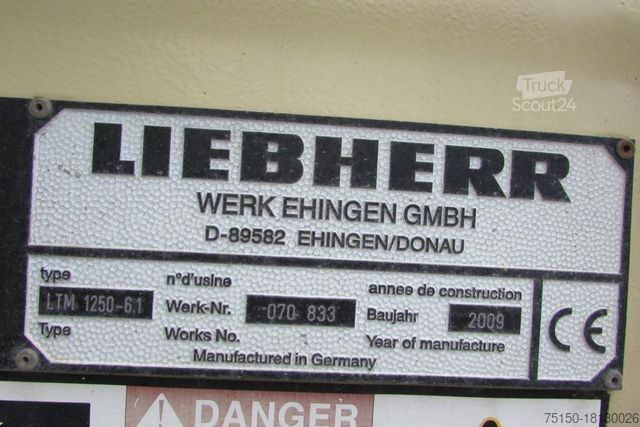 Truck
Scout24
LIEBHERR
WERK EHINGEN GMBH
D-89582 EHINGEN/DONAU
type
LTM 1250-6.1
Type
n°d'usine
Werk-Nr. 070 833
Works No.
annee de construction
Baujahr 2009
Year of manufacture
Manufactured in Germany
CE
DANGER
75150-18180026